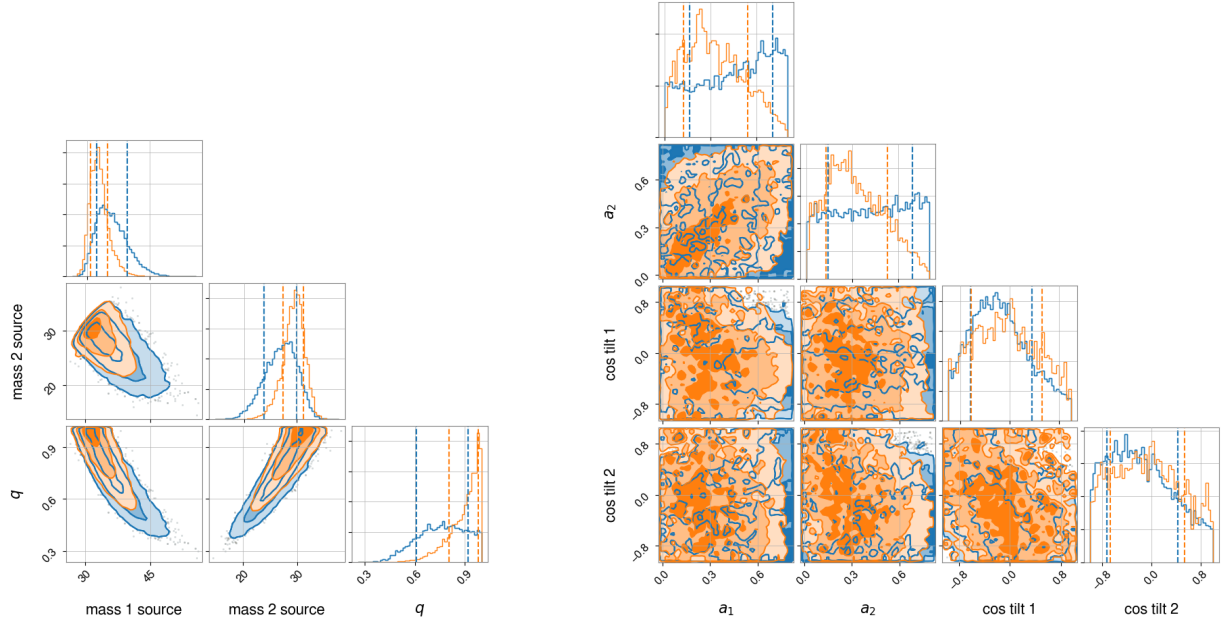 0.6
0.3
0.0
a₂
30
20
mass 2 source
0.8
0.0
−0.8
cos tilt 1
0.9
0.6
0.3
q
0.8
0.0
−0.8
cos tilt 2
30 45
20 30
0.3 0.6 0.9
0.0 0.3 0.6
0.0 0.3 0.6
−0.8 0.0 0.8
−0.8 0.0 0.8
mass 1 source
mass 2 source
q
a₁
a₂
cos tilt 1
cos tilt 2